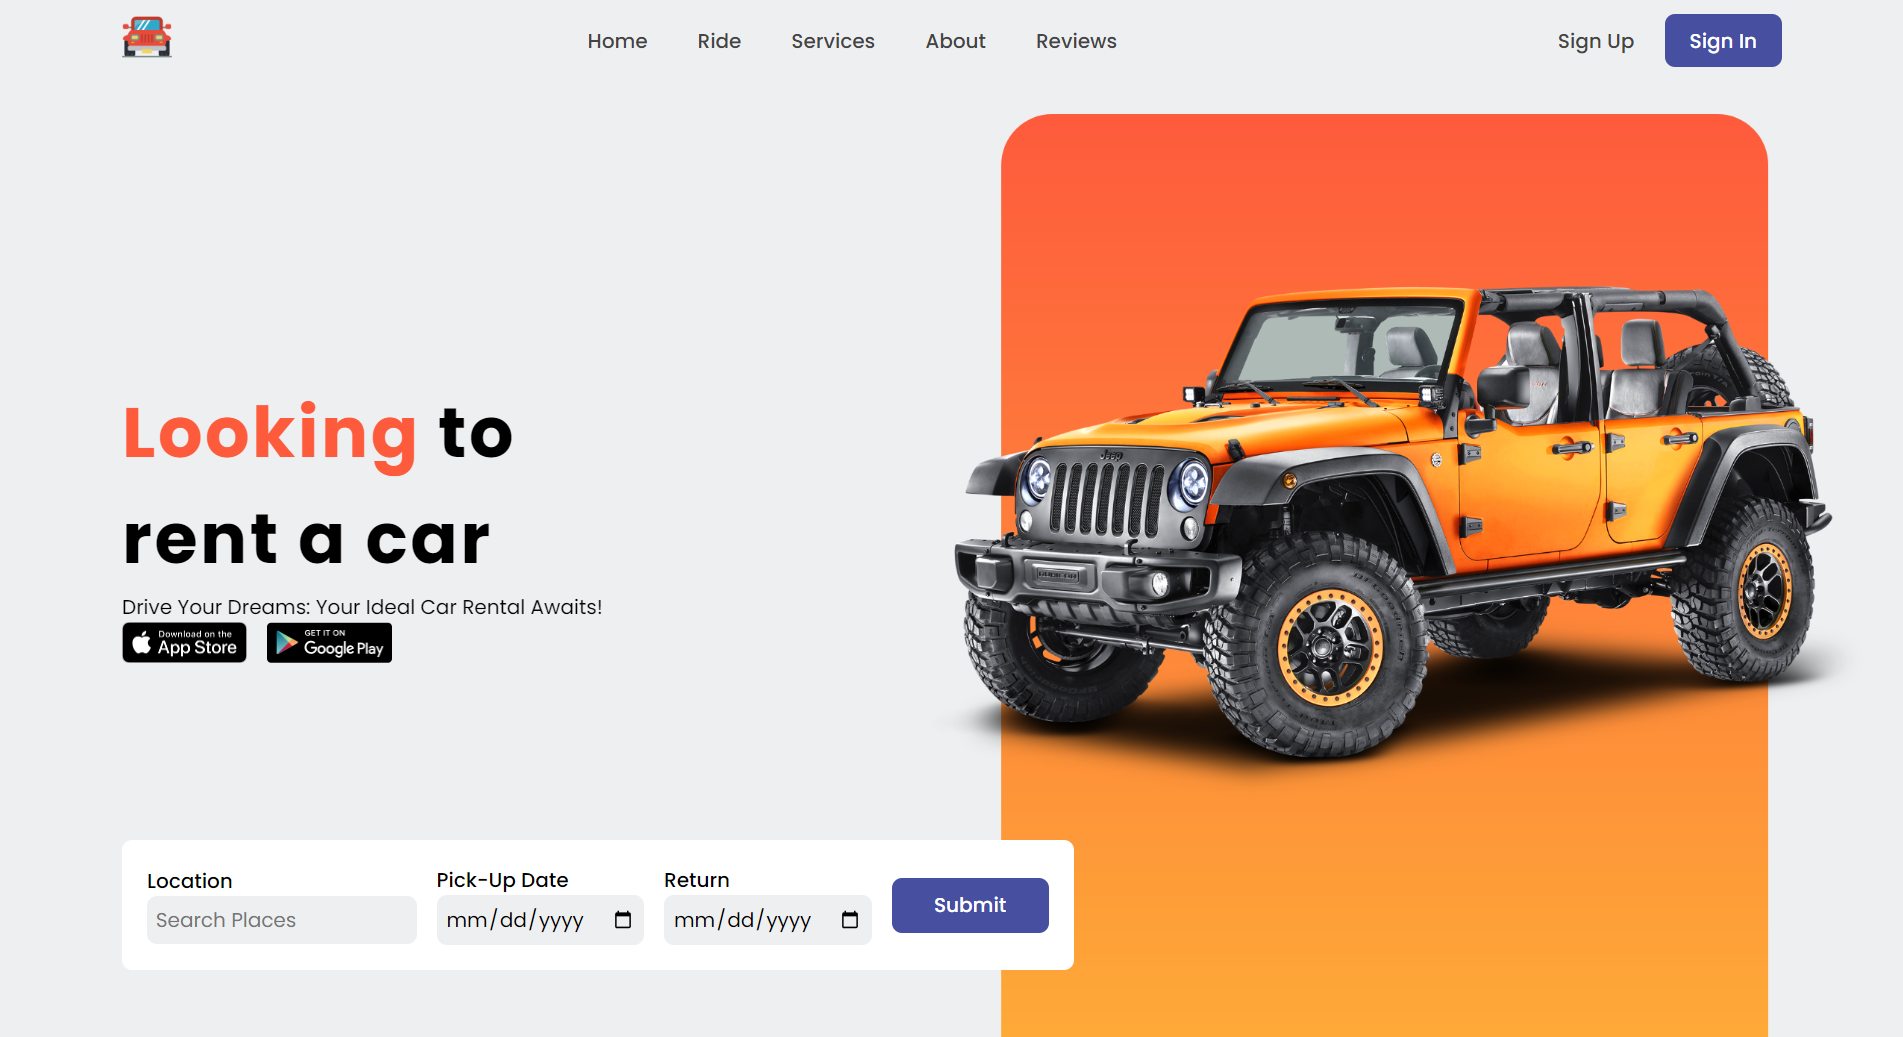 Home Ride Services About Reviews Sign Up Sign In
Looking to
rent a car
Drive Your Dreams: Your Ideal Car Rental Awaits!
Download on the
App Store
GET IT ON
Google Play
Jeep
Location Pick-Up Date Return
Search Places mm/dd/yyyy mm/dd/yyyy Submit